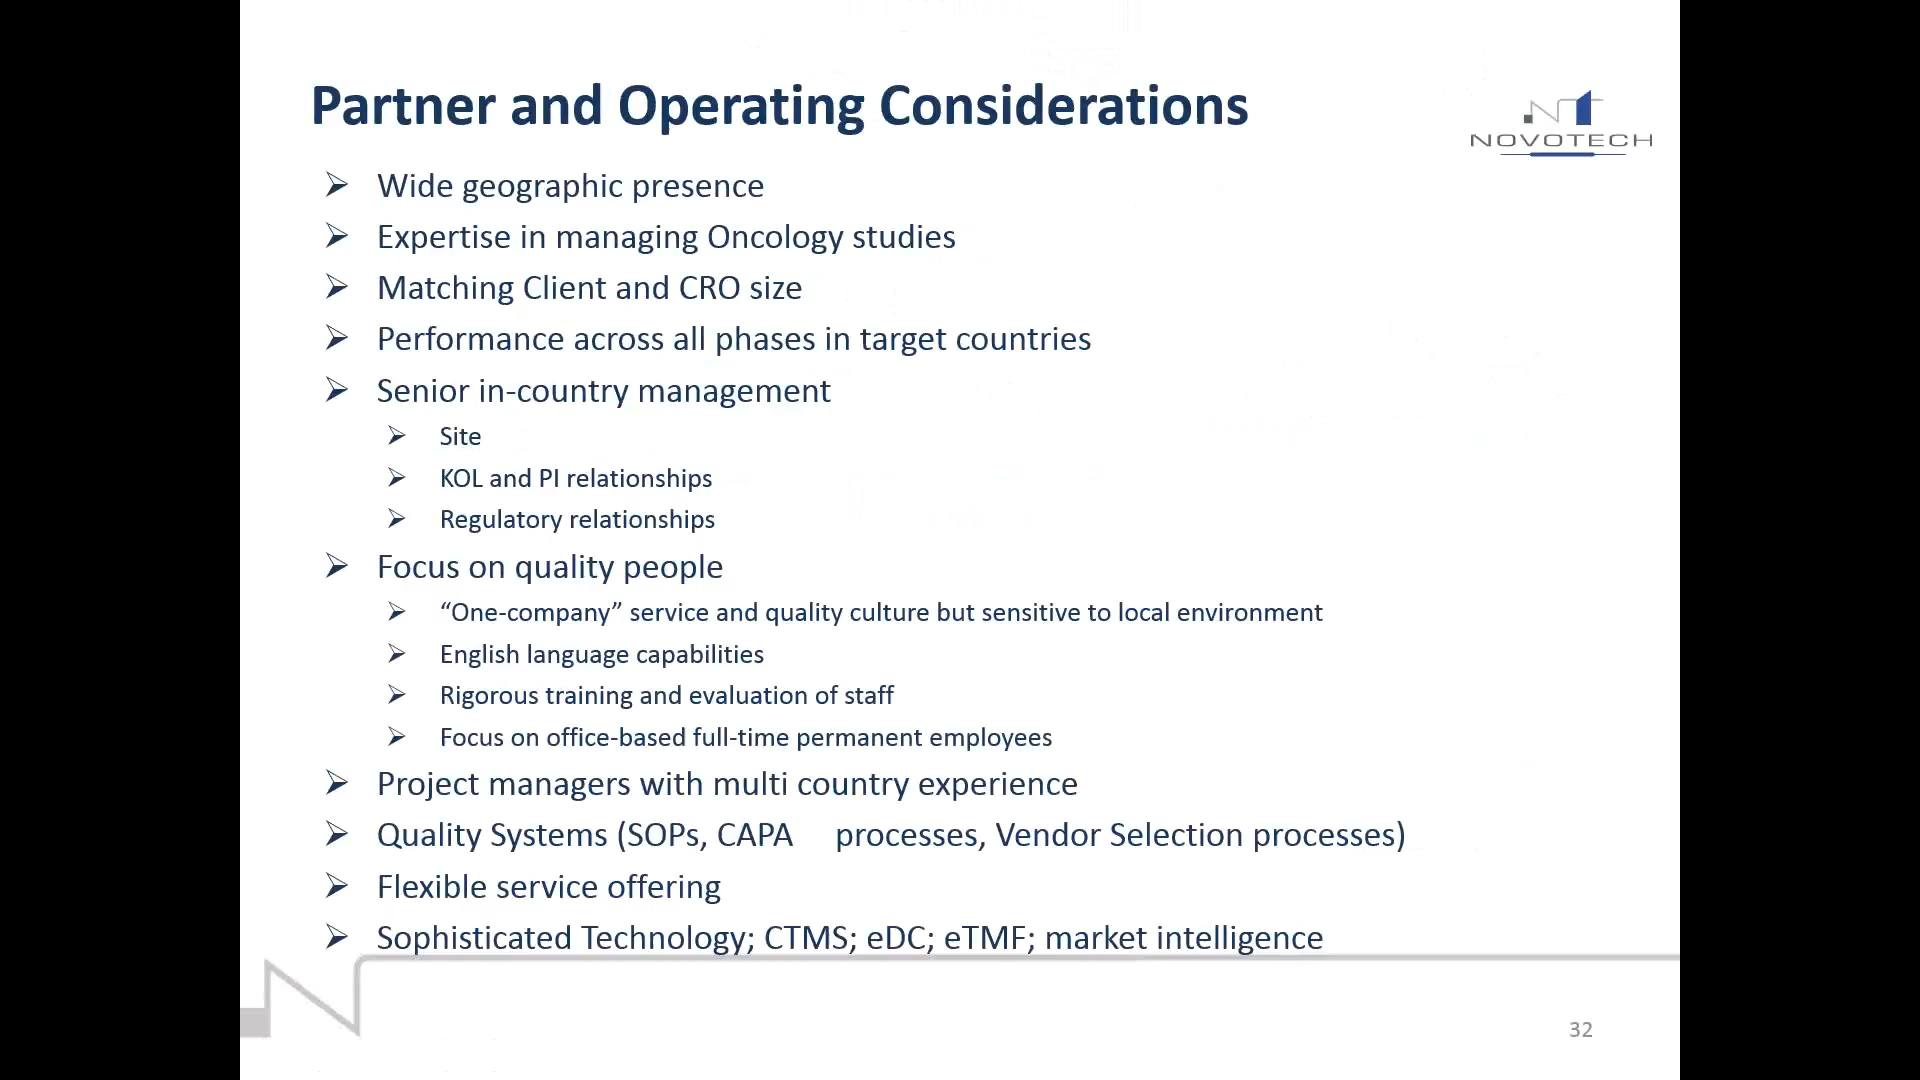 Partner and Operating Considerations
NOVOTECH
Wide geographic presence
Expertise in managing Oncology studies
Matching Client and CRO size
Performance across all phases in target countries
Senior in-country management
Site
KOL and PI relationships
Regulatory relationships
Focus on quality people
“One-company” service and quality culture but sensitive to local environment
English language capabilities
Rigorous training and evaluation of staff
Focus on office-based full-time permanent employees
Project managers with multi country experience
Quality Systems (SOPs, CAPA processes, Vendor Selection processes)
Flexible service offering
Sophisticated Technology; CTMS; eDC; eTMF; market intelligence
32